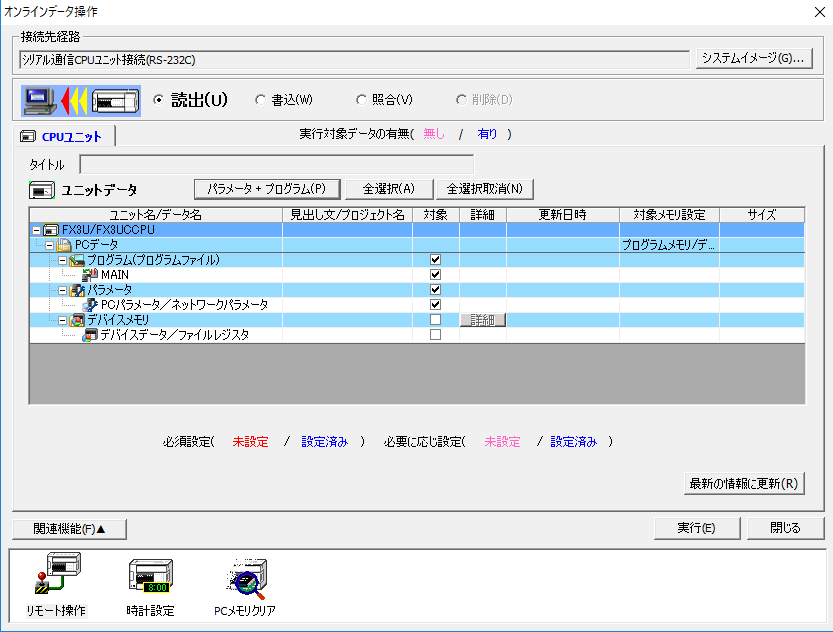 オンラインデータ操作
接続先経路
シリアル通信CPUユニット接続(RS-232C)
システムイメージ(G)...
読出(U) 書込(W) 照合(V) 削除(D)
CPUユニット 実行対象データの有無( 無し / 有り )
タイトル
ユニットデータ パラメータ + プログラム(P) 全選択(A) 全選択取消(N)
ユニット名/データ名 見出し文/プロジェクト名 対象 詳細 更新日時 対象メモリ設定 サイズ
FX3U/FX3UCCPU
PCデータ プログラムメモリ/デ...
プログラム(プログラムファイル)
MAIN
パラメータ
PCパラメータ/ネットワークパラメータ
デバイスメモリ 詳細
デバイスデータ/ファイルレジスタ
必須設定( 未設定 / 設定済み ) 必要に応じ設定( 未設定 / 設定済み )
最新の情報に更新(R)
関連機能(F)▲ 実行(E) 閉じる
8:00
リモート操作 時計設定 PCメモリクリア